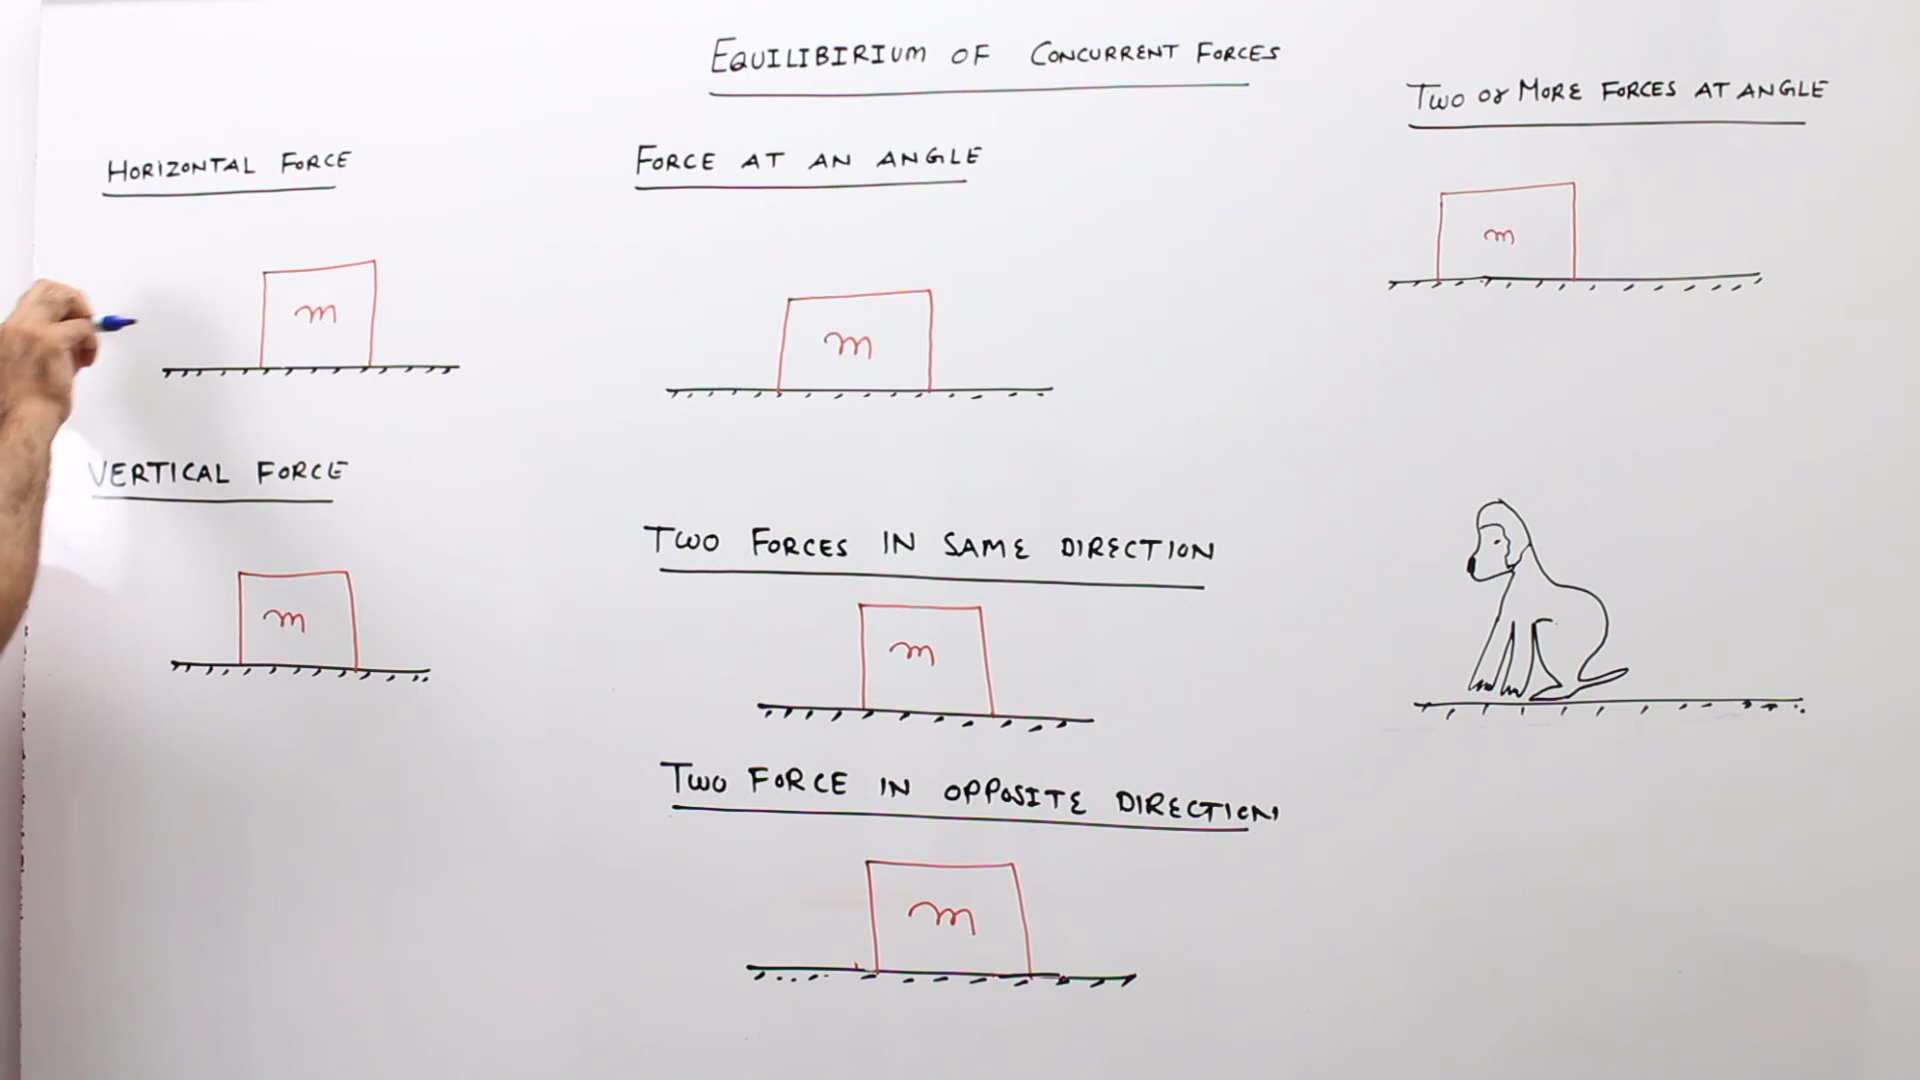 EQUILIBIRIUM OF CONCURRENT FORCES
TWO or MORE FORCES AT ANGLE
HORIZONTAL FORCE
FORCE AT AN ANGLE
m
m
m
VERTICAL FORCE
TWO FORCES IN SAME DIRECTION
m
m
TWO FORCE IN OPPOSITE DIRECTION
m